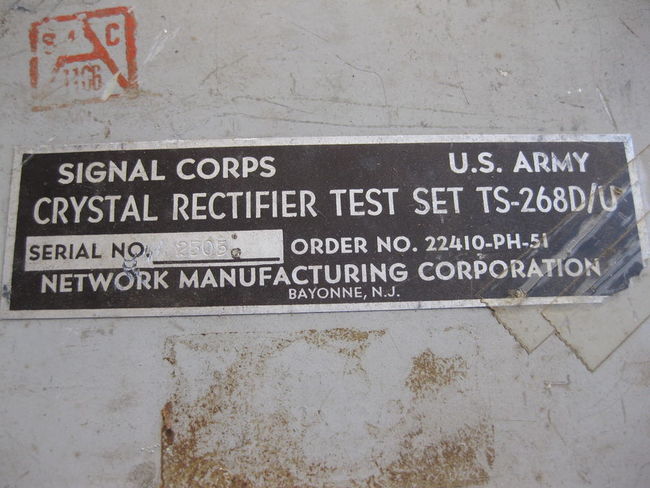 S C
A
1106
SIGNAL CORPS U.S. ARMY
CRYSTAL RECTIFIER TEST SET TS-268D/U
SERIAL NO. 2505 ORDER NO. 22410-PH-51
NETWORK MANUFACTURING CORPORATION
BAYONNE, N.J.